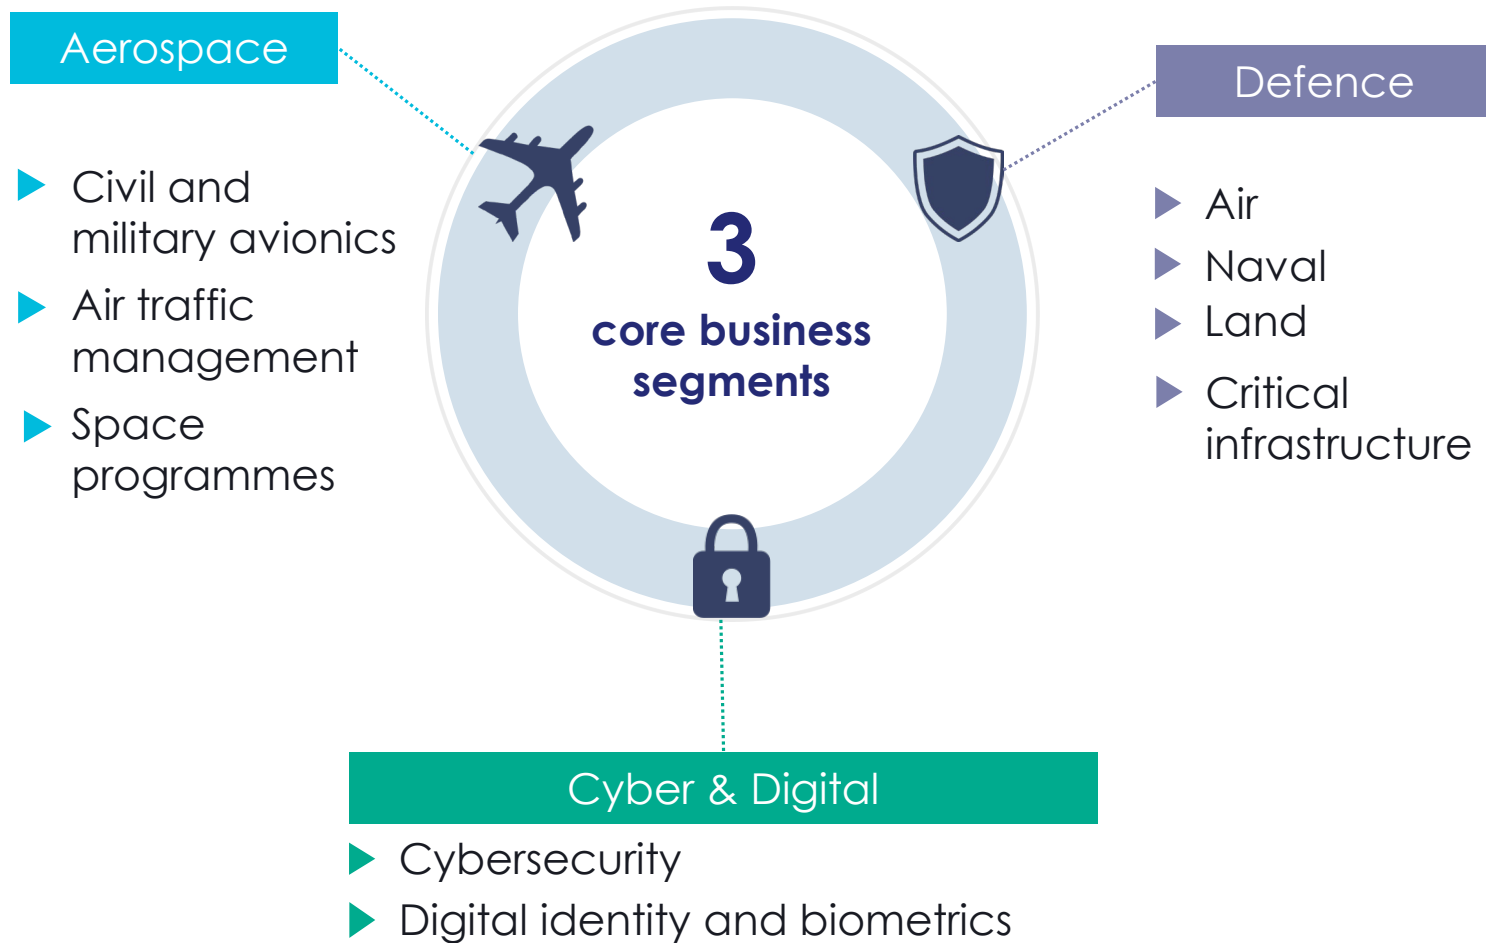 Aerospace
Civil and
military avionics
Air traffic
management
Space
programmes
3
core business
segments
Defence
Air
Naval
Land
Critical
infrastructure
Cyber & Digital
Cybersecurity
Digital identity and biometrics